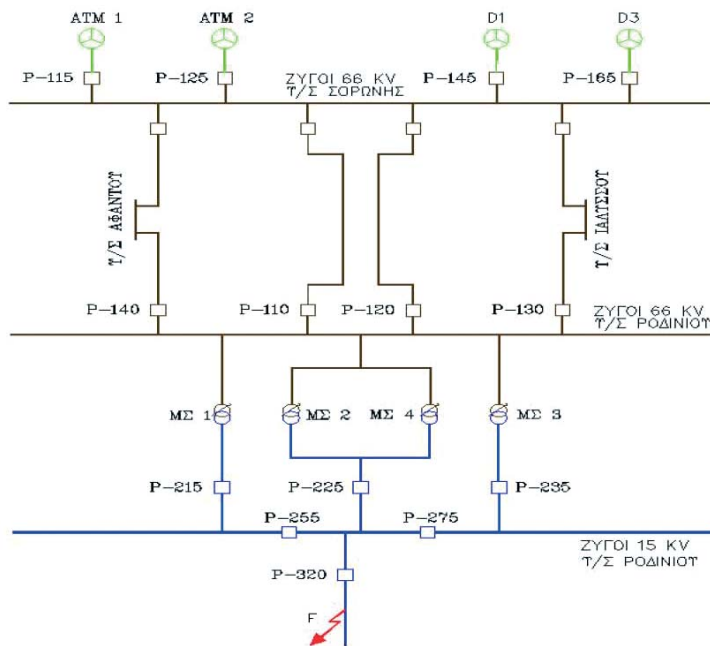 ΑΤΜ 1
ΑΤΜ 2
D1
D3
P-115
P-125
ΖΥΓΟΙ 66 KV
Υ/Σ ΣΟΡΩΝΗΣ
P-145
P-165
Υ/Σ ΑΦΑΝΤΟΥ
Υ/Σ ΙΑΛΥΣΣΟΥ
P-140
P-110
P-120
P-130
ΖΥΓΟΙ 66 KV
Υ/Σ ΡΟΔΙΝΙΟΥ
ΜΣ 1
ΜΣ 2
ΜΣ 4
ΜΣ 3
P-215
P-225
P-235
P-255
P-275
ΖΥΓΟΙ 15 KV
Υ/Σ ΡΟΔΙΝΙΟΥ
P-320
F